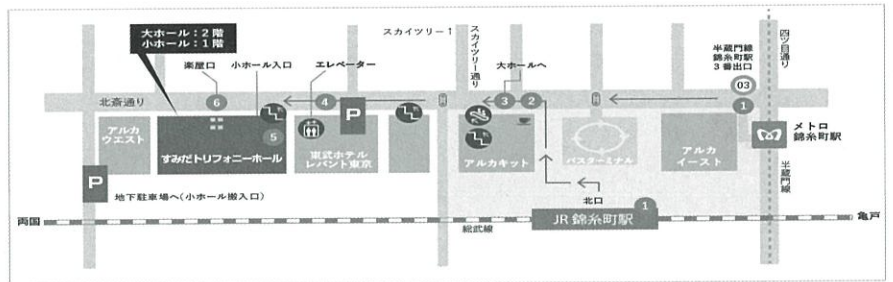 大ホール:2階
小ホール:1階
スカイツリー↑
スカイツリー通り
四ツ目通り
楽屋口
小ホール入口
エレベーター
大ホールへ
半蔵門線
錦糸町駅
3番出口
03
北斎通り
6
4
3
2
1
アルカ
ウエスト
すみだトリフォニーホール
5
東武ホテル
レバント東京
P
アルカキット
バスターミナル
アルカ
イースト
メトロ
錦糸町駅
P
地下駐車場へ(小ホール搬入口)
北口
半蔵門線
両国
総武線
JR 錦糸町駅
1
亀戸